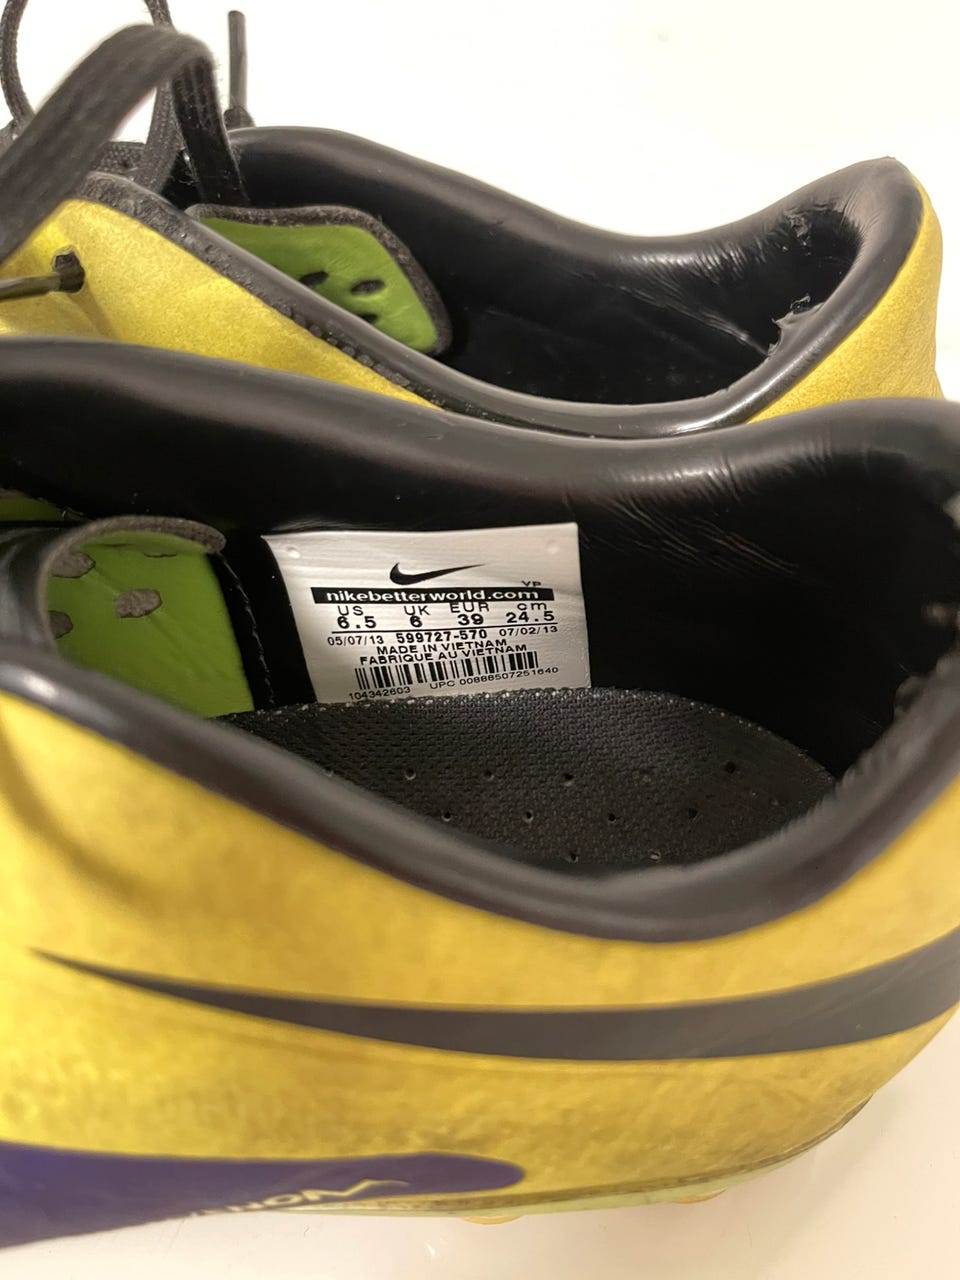 VP
nikebetterworld.com
US UK EUR cm
6.5 6 39 24.5
05/07/13 599727-570 07/02/13
MADE IN VIETNAM
FABRIQUE AU VIETNAM
104342603 UPC 00888507251640